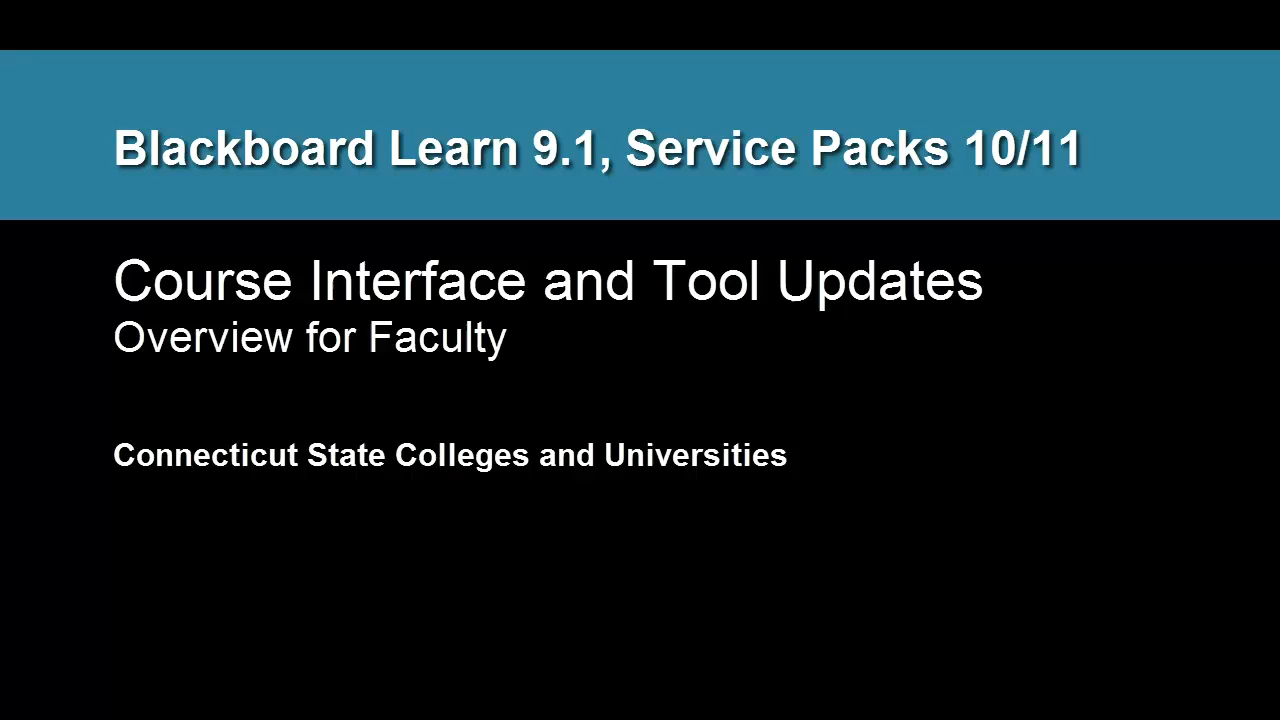 Blackboard Learn 9.1, Service Packs 10/11
Course Interface and Tool Updates
Overview for Faculty
Connecticut State Colleges and Universities